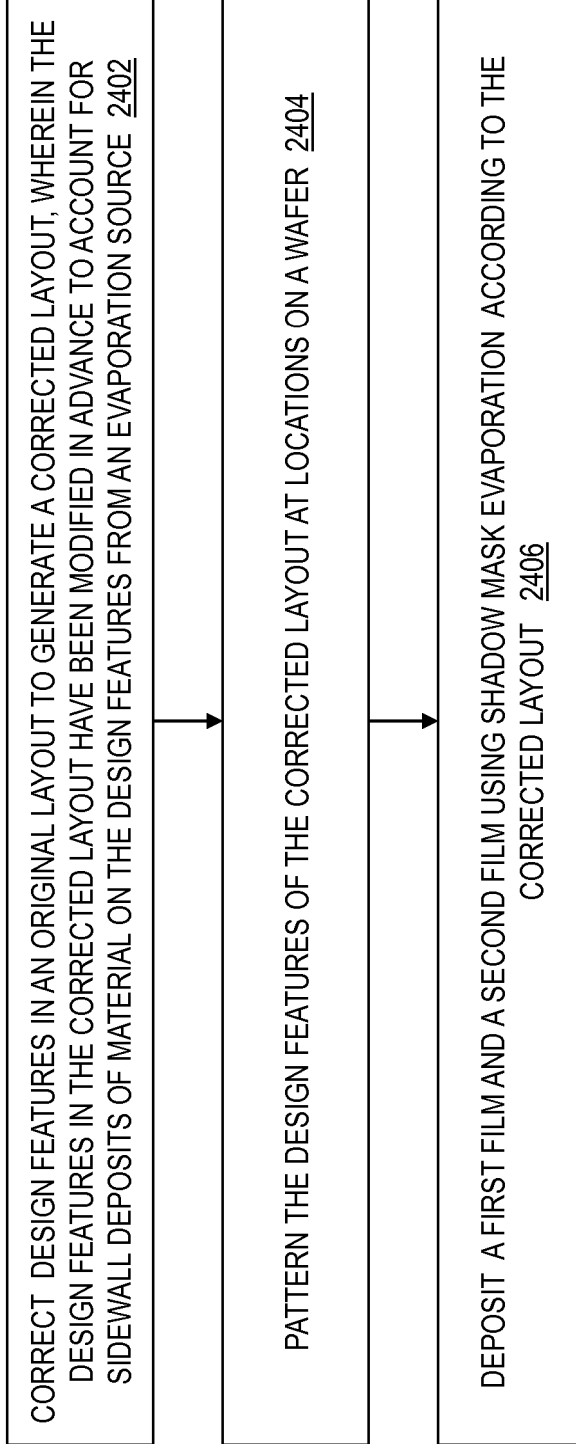 CORRECT DESIGN FEATURES IN AN ORIGINAL LAYOUT TO GENERATE A CORRECTED LAYOUT, WHEREIN THE
DESIGN FEATURES IN THE CORRECTED LAYOUT HAVE BEEN MODIFIED IN ADVANCE TO ACCOUNT FOR
SIDEWALL DEPOSITS OF MATERIAL ON THE DESIGN FEATURES FROM AN EVAPORATION SOURCE 2402
PATTERN THE DESIGN FEATURES OF THE CORRECTED LAYOUT AT LOCATIONS ON A WAFER 2404
DEPOSIT A FIRST FILM AND A SECOND FILM USING SHADOW MASK EVAPORATION ACCORDING TO THE
CORRECTED LAYOUT 2406